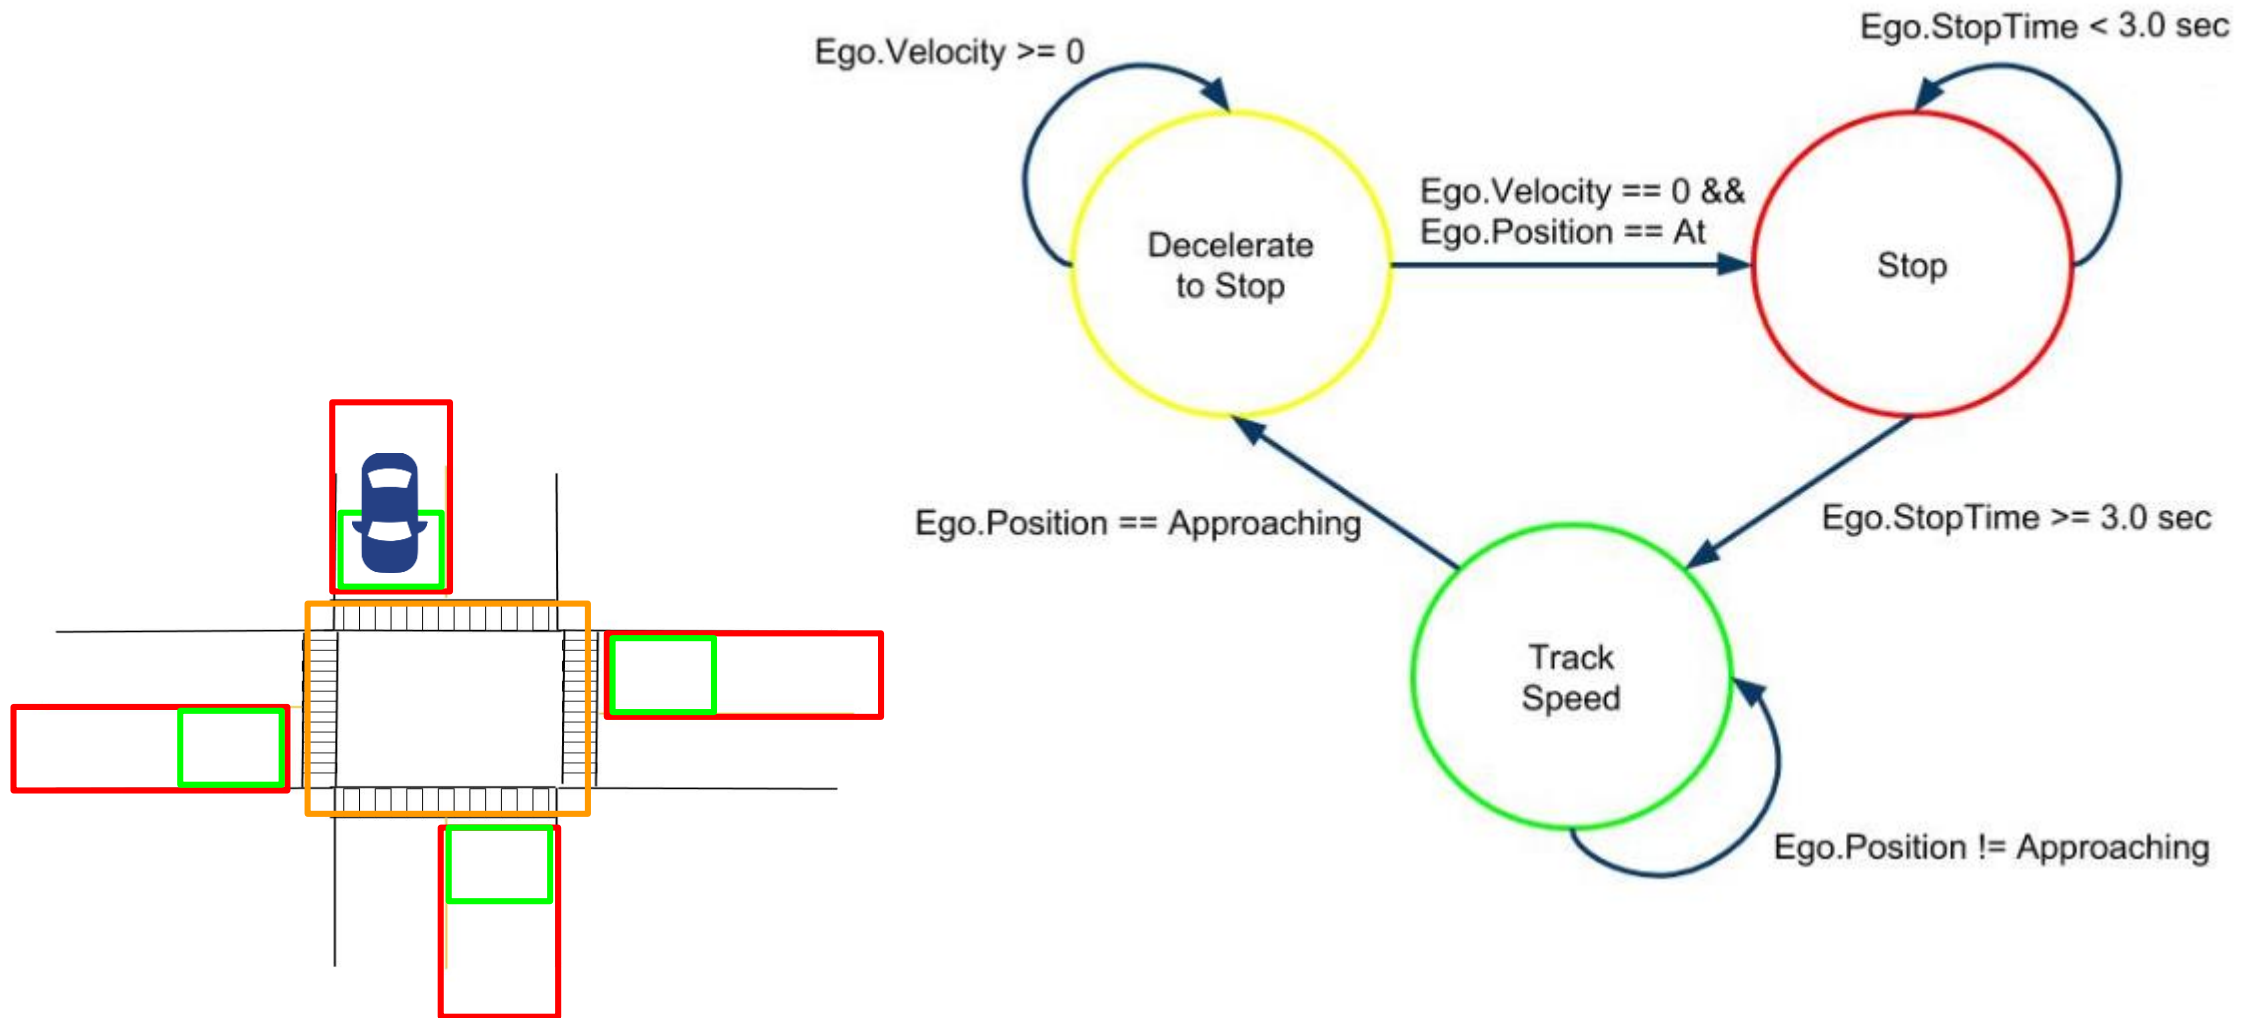 Ego.StopTime < 3.0 sec
Ego.Velocity >= 0
Ego.Velocity == 0 &&
Ego.Position == At
Decelerate
to Stop
Stop
Ego.Position == Approaching
Ego.StopTime >= 3.0 sec
Track
Speed
Ego.Position != Approaching